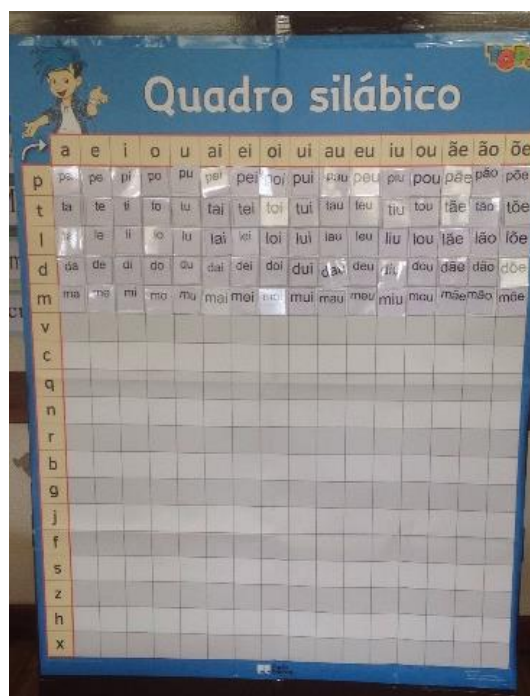 Quadro silábico
a e i o u ai ei oi ui au eu iu ou ãe ão õe
p pa pe pi po pu pai pei poi pui pau peu piu pou pãe pão põe
t ta te ti to tu tai tei toi tui tau teu tiu tou tãe tão tõe
l le li lo lu lai lei loi lui lau leu liu lou lãe lão lõe
d da de di do du dai dei doi dui dau deu diu dou dãe dão dõe
m ma me mi mo mu mai mei moi mui mau meu miu mou mãe mão mõe
v
c
q
n
r
b
g
j
f
s
z
h
x